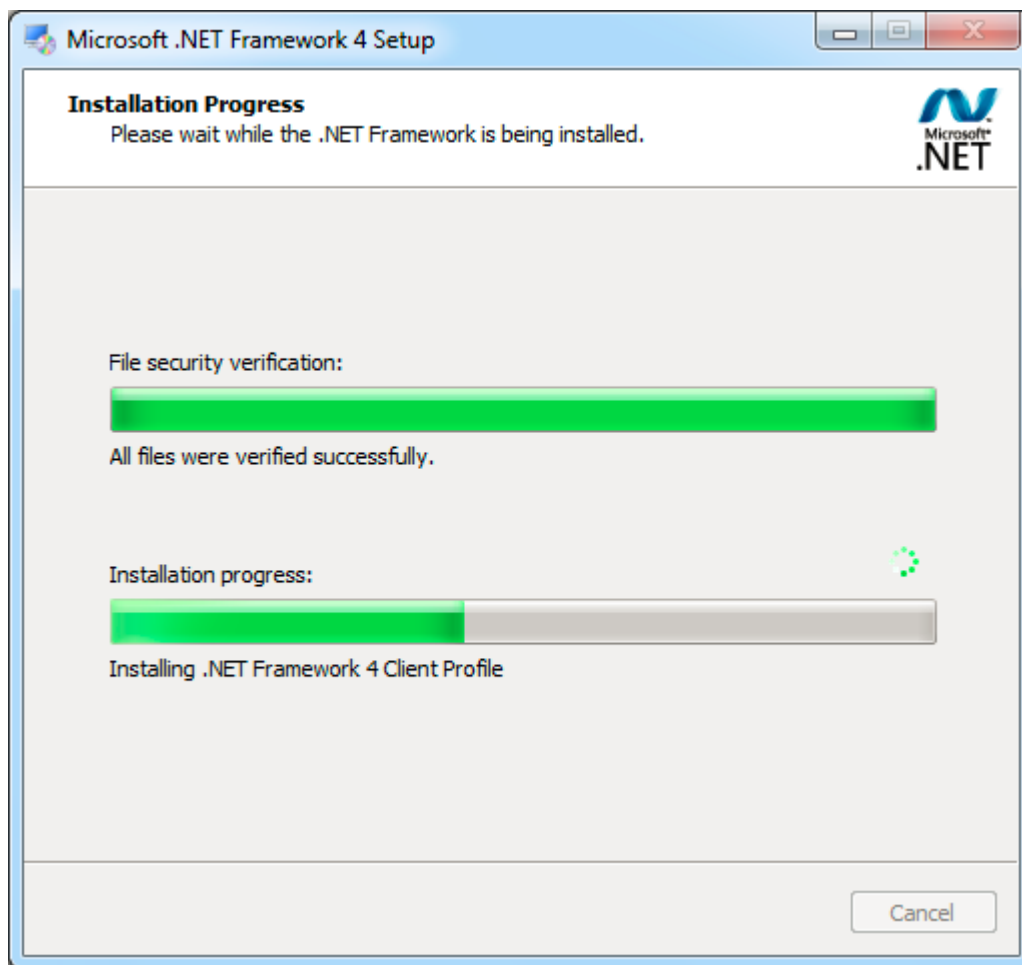 Microsoft .NET Framework 4 Setup
Installation Progress
Please wait while the .NET Framework is being installed.
Microsoft®
.NET
File security verification:
All files were verified successfully.
Installation progress:
Installing .NET Framework 4 Client Profile
Cancel